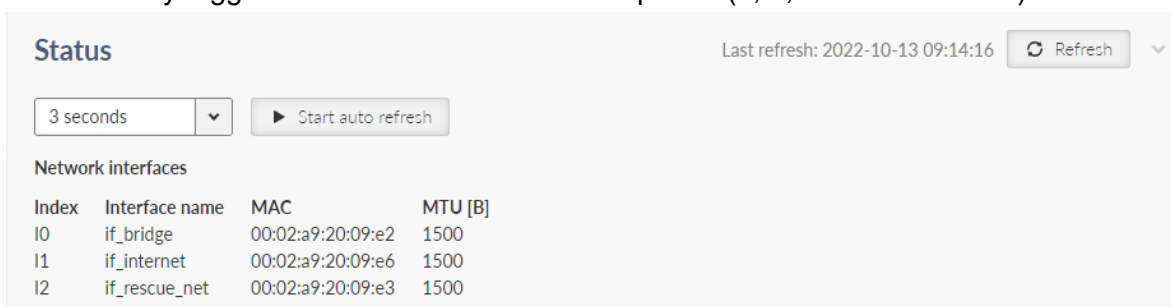 Status
Last refresh: 2022-10-13 09:14:16 Refresh
3 seconds Start auto refresh
Network interfaces
Index Interface name MAC MTU [B]
I0 if_bridge 00:02:a9:20:09:e2 1500
I1 if_internet 00:02:a9:20:09:e6 1500
I2 if_rescue_net 00:02:a9:20:09:e3 1500